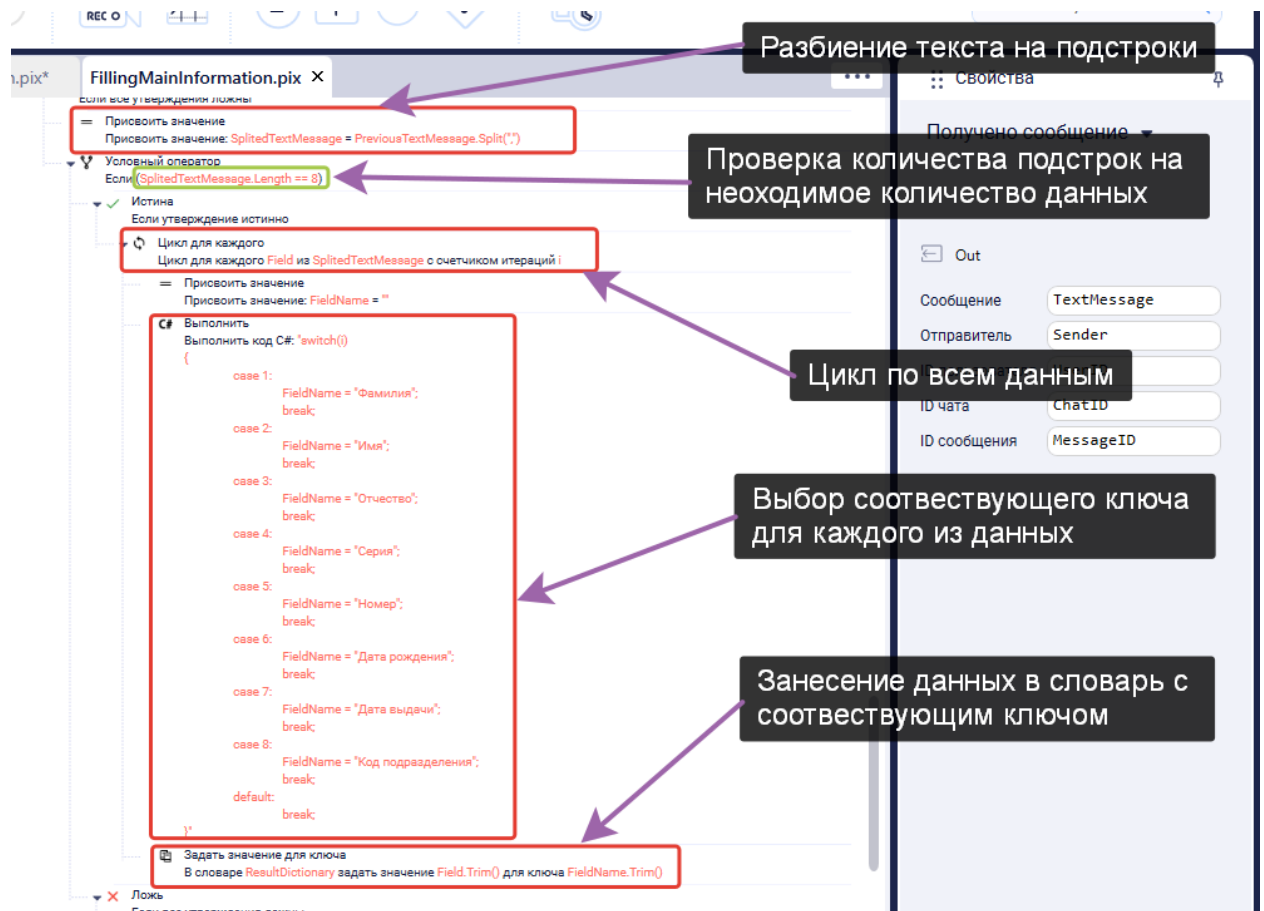 REC
Разбиение текста на подстроки
n.pix*
FillingMainInformation.pix ×
Свойства
Если все утверждения ложны
Присвоить значение
Присвоить значение: SplitedTextMessage = PreviousTextMessage.Split(",")
Получено сообщение
Условный оператор
Если (SplitedTextMessage.Length == 8)
Проверка количества подстрок на
неоходимое количество данных
Истина
Если утверждение истинно
Цикл для каждого
Цикл для каждого Field из SplitedTextMessage с счетчиком итераций i
Out
Присвоить значение
Присвоить значение: FieldName = ""
Сообщение TextMessage
C# Выполнить
Выполнить код C#: "switch(i)
Отправитель Sender
{
case 1:
Цикл по всем данным
FieldName = "Фамилия";
break;
ID чата ChatID
case 2:
FieldName = "Имя";
ID сообщения MessageID
break;
case 3:
FieldName = "Отчество";
break;
Выбор соотвествующего ключа
для каждого из данных
case 4:
FieldName = "Серия";
break;
case 5:
FieldName = "Номер";
break;
case 6:
FieldName = "Дата рождения";
break;
case 7:
FieldName = "Дата выдачи";
break;
Занесение данных в словарь с
соотвествующим ключом
case 8:
FieldName = "Код подразделения";
break;
default:
break;
}"
Задать значение для ключа
В словаре ResultDictionary задать значение Field.Trim() для ключа FieldName.Trim()
Ложь
Если все утверждения ложны